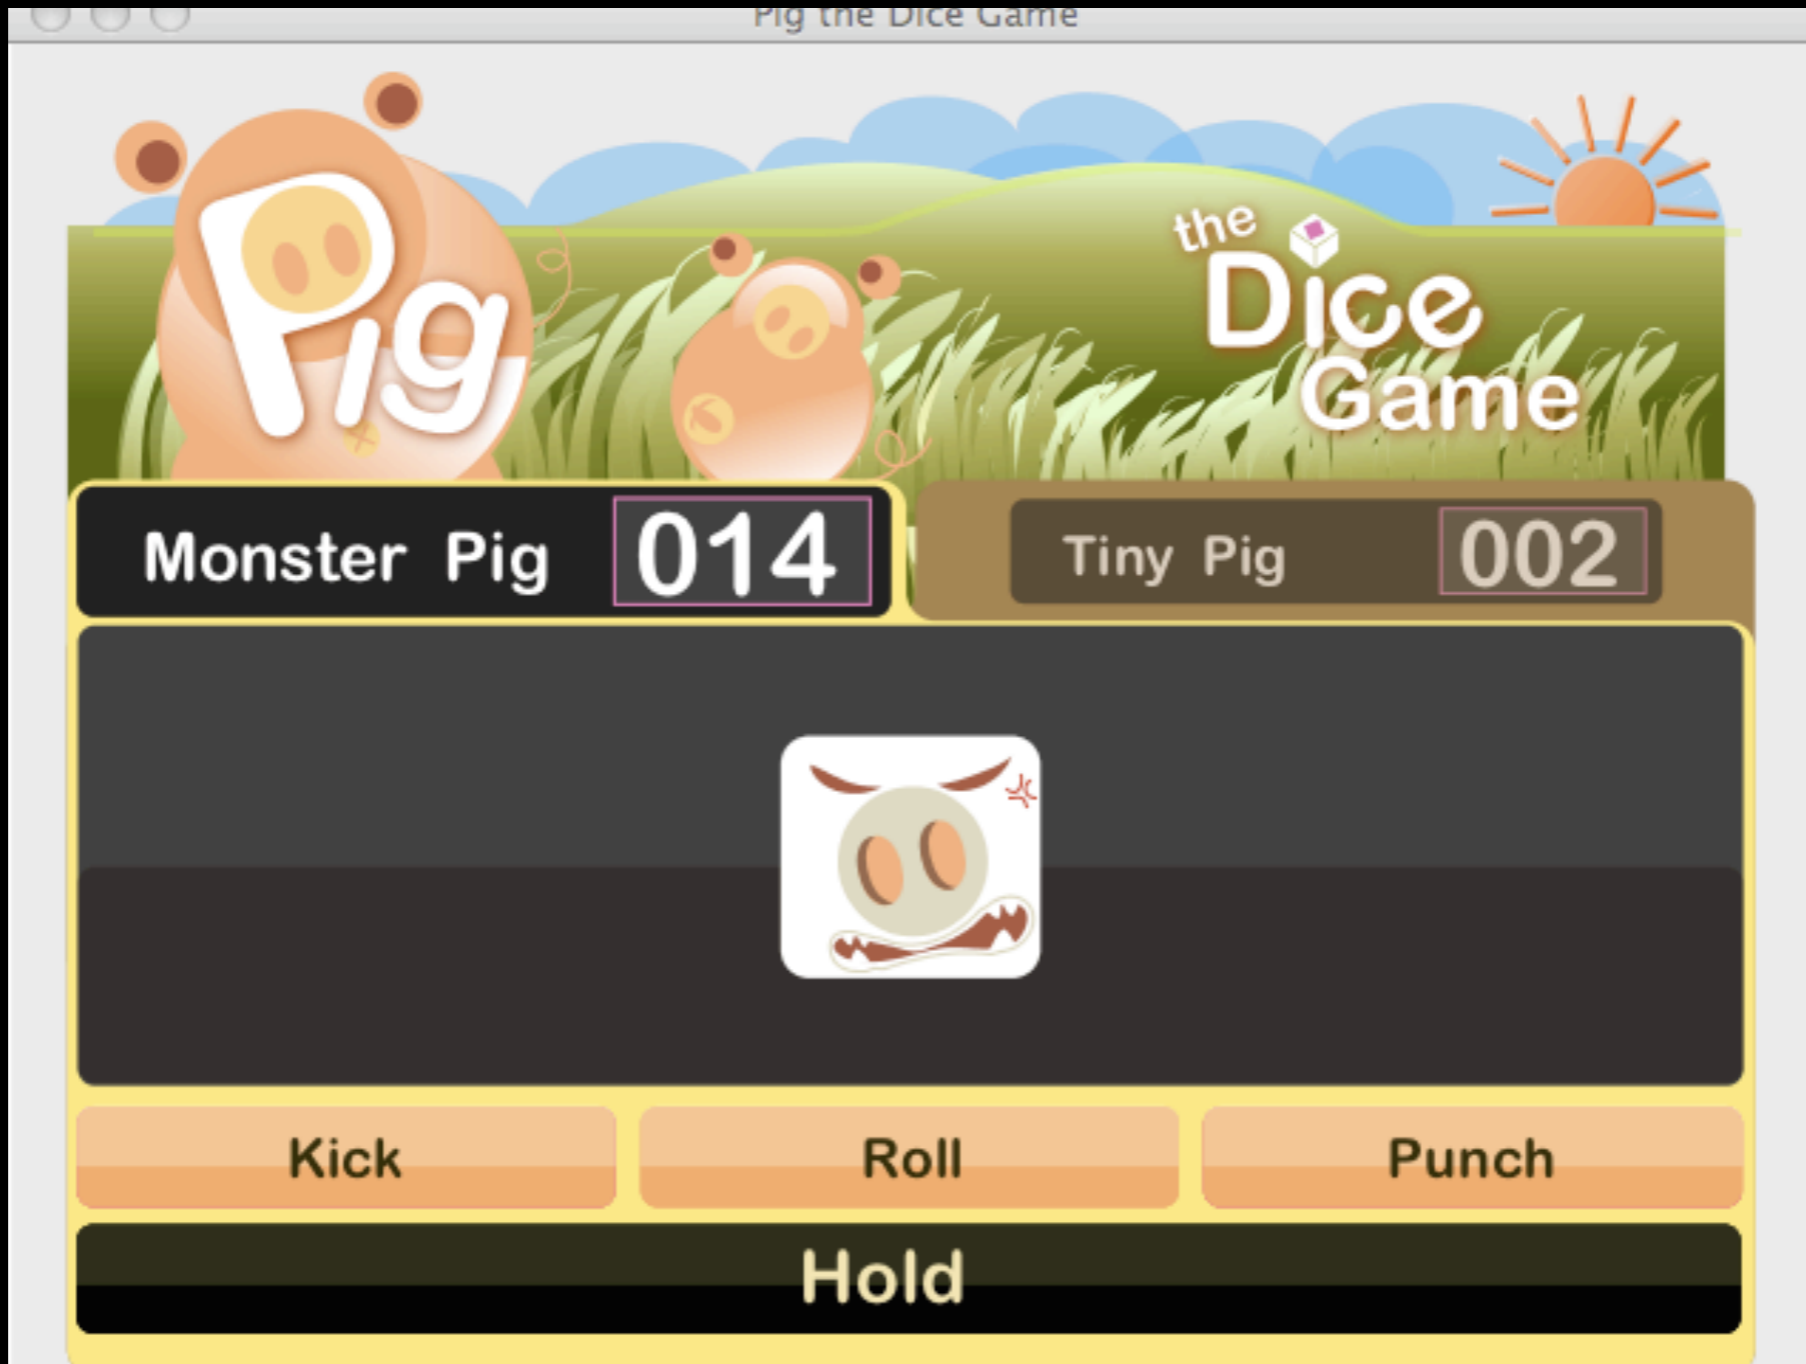 Pig the Dice Game
Pig
the
Dice
Game
Monster Pig 014
Tiny Pig 002
Kick
Roll
Punch
Hold